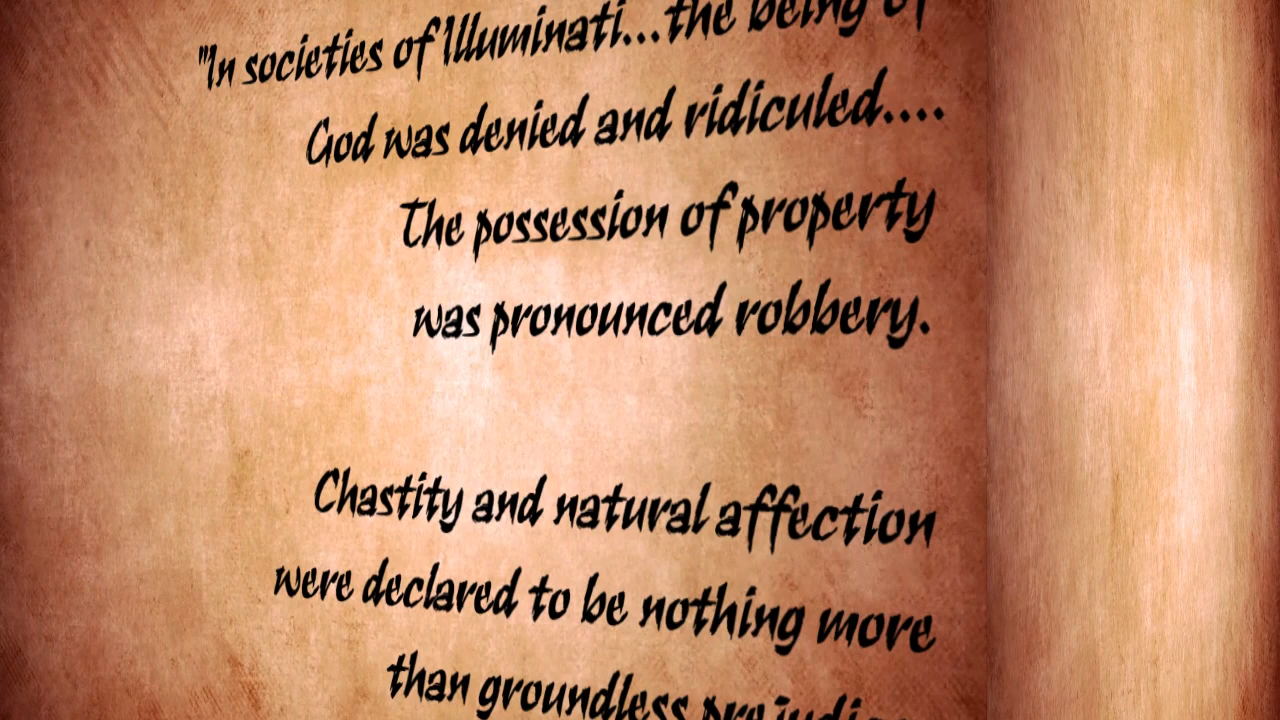 "In societies of Illuminati...the being of
God was denied and ridiculed....
The possession of property
was pronounced robbery.
Chastity and natural affection
were declared to be nothing more
than groundless